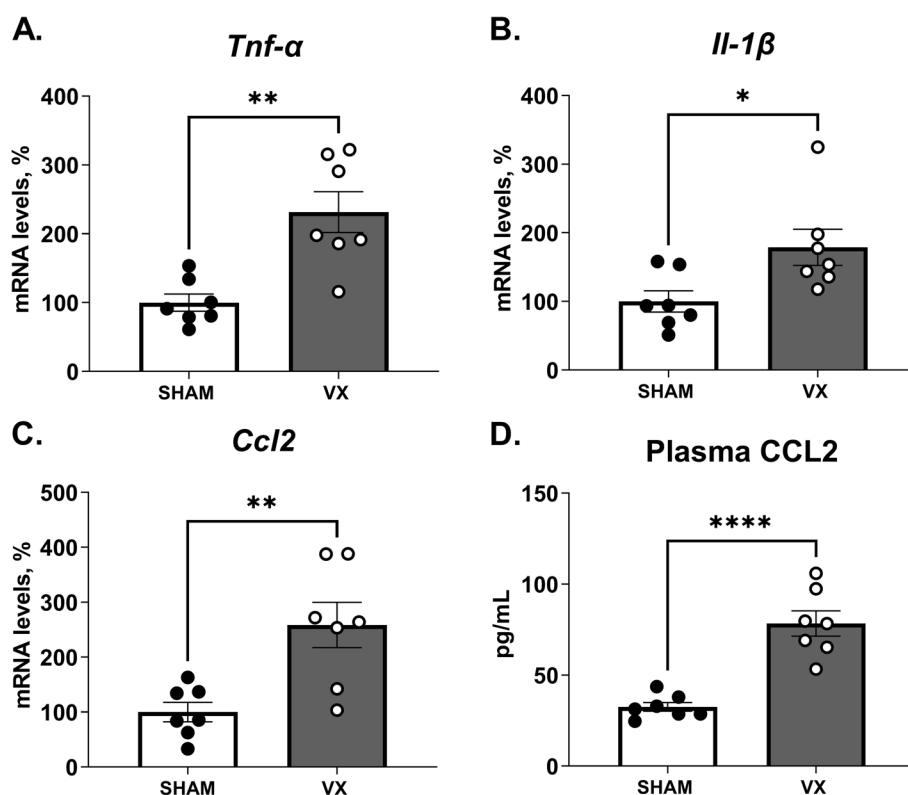 A.
Tnf-α
mRNA levels, %
400
300
200
100
0
**
SHAM
VX
B.
Il-1β
mRNA levels, %
400
300
200
100
0
*
SHAM
VX
C.
Ccl2
mRNA levels, %
500
400
300
200
100
0
**
SHAM
VX
D.
Plasma CCL2
pg/mL
150
100
50
0
****
SHAM
VX